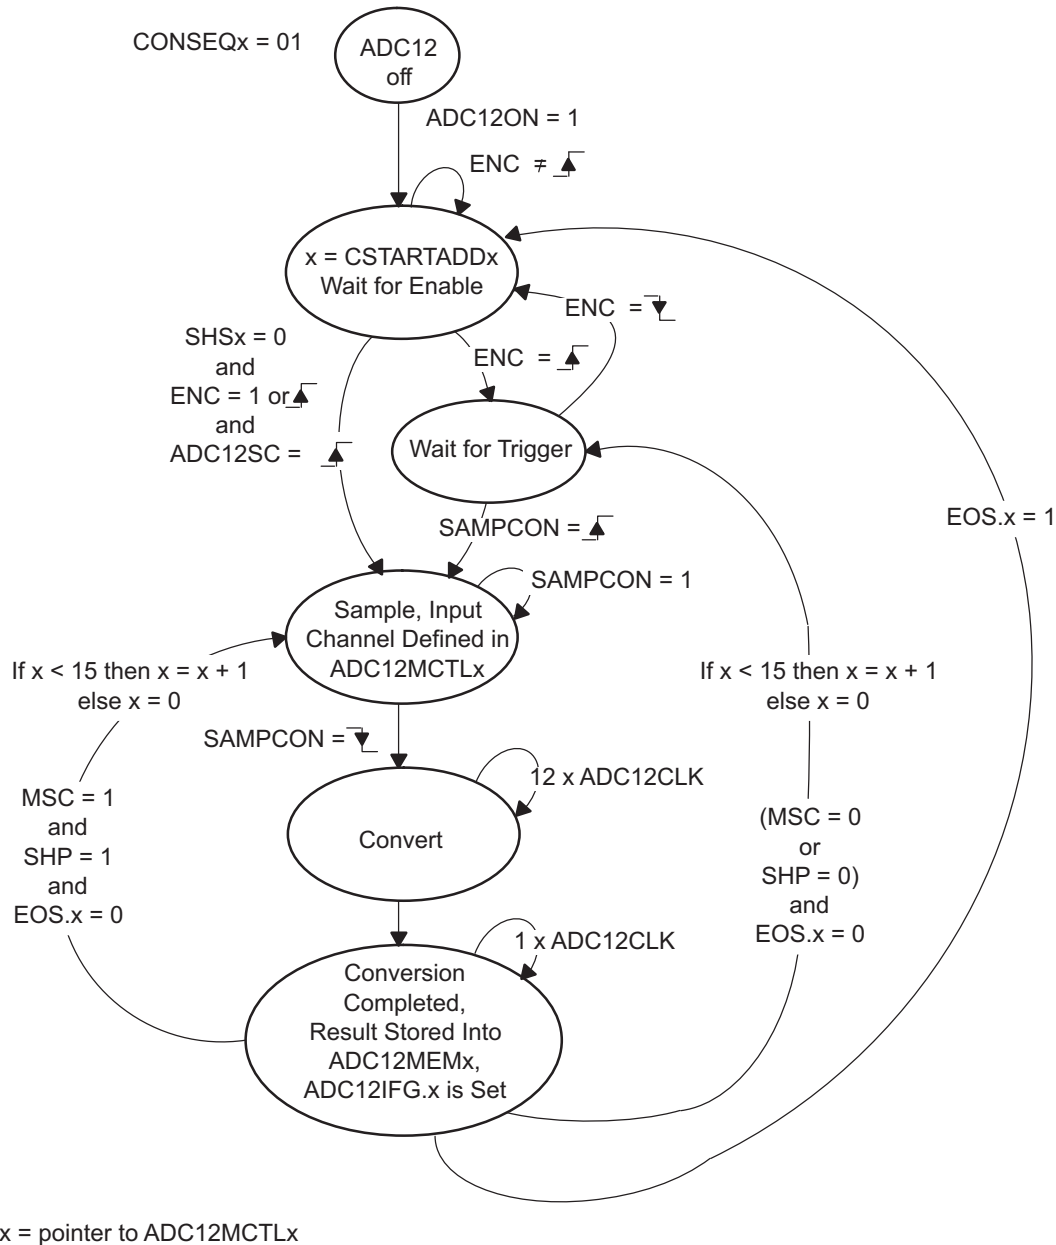 CONSEQx = 01
ADC12
off
ADC12ON = 1
ENC ≠
x = CSTARTADDx
Wait for Enable
ENC =
SHSx = 0
and
ENC = 1 or
and
ADC12SC =
ENC =
Wait for Trigger
EOS.x = 1
SAMPCON =
SAMPCON = 1
Sample, Input
Channel Defined in
ADC12MCTLx
If x < 15 then x = x + 1
else x = 0
If x < 15 then x = x + 1
else x = 0
SAMPCON =
12 x ADC12CLK
MSC = 1
and
SHP = 1
and
EOS.x = 0
Convert
(MSC = 0
or
SHP = 0)
and
EOS.x = 0
1 x ADC12CLK
Conversion
Completed,
Result Stored Into
ADC12MEMx,
ADC12IFG.x is Set
x = pointer to ADC12MCTLx